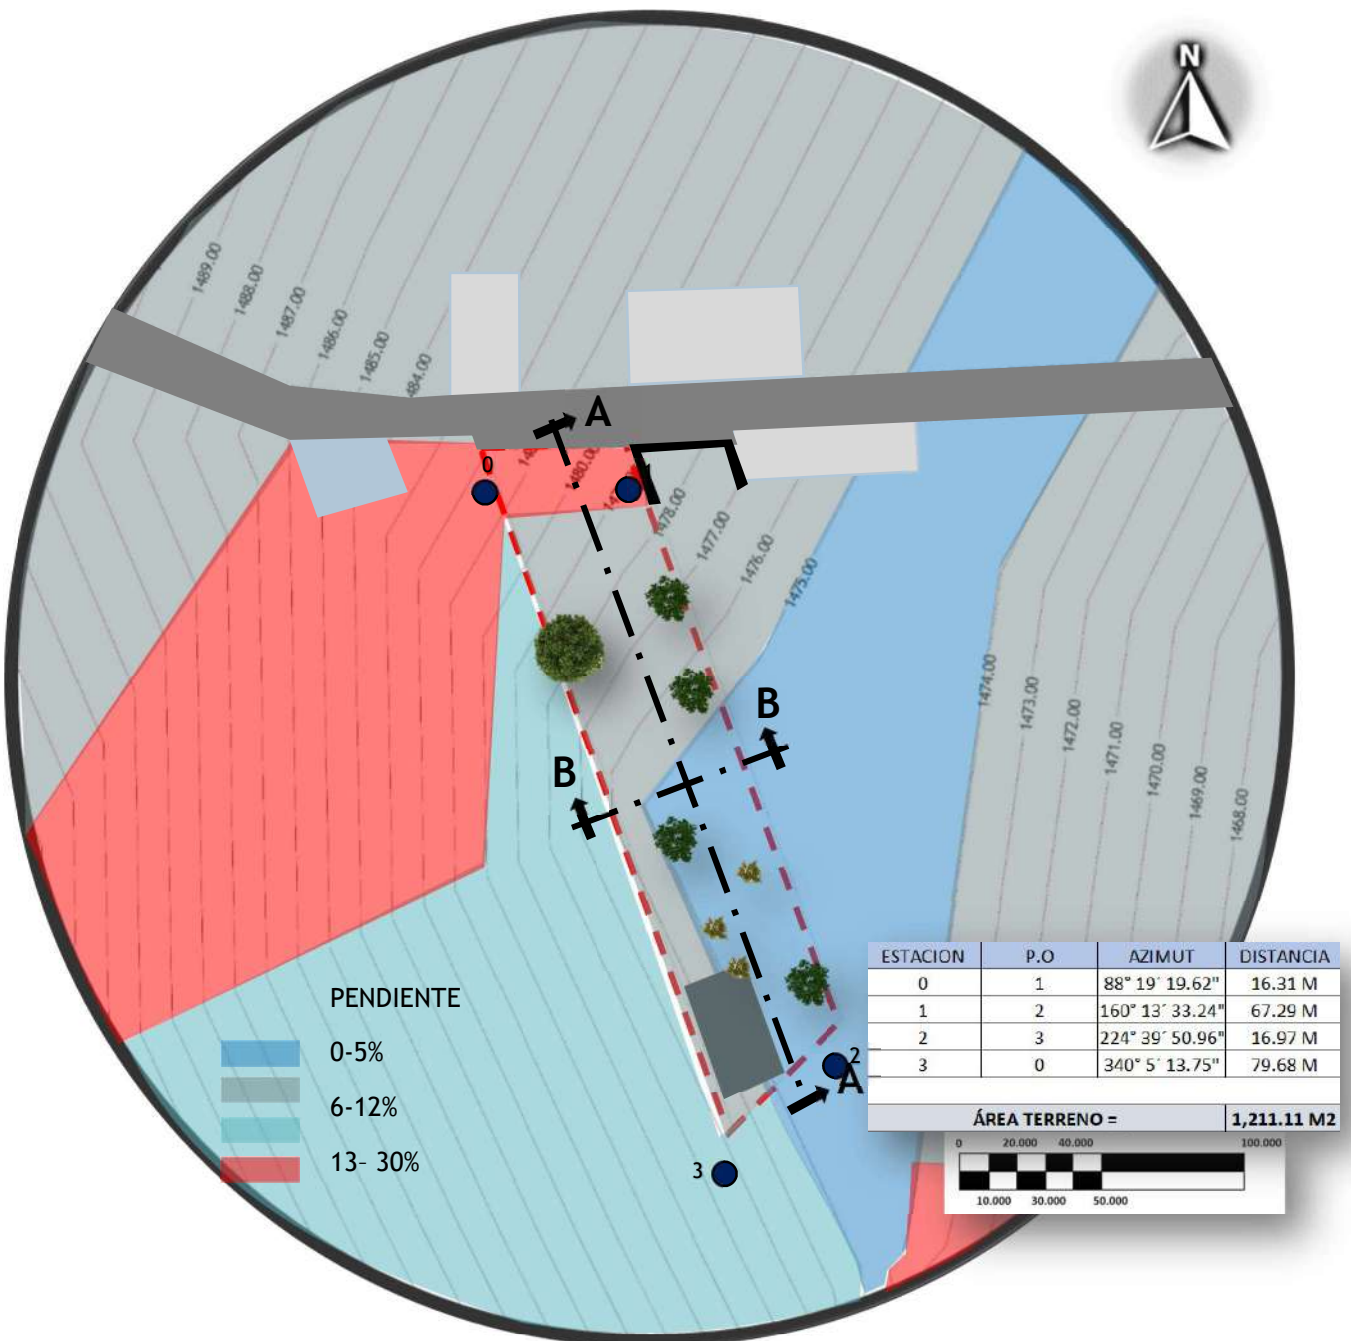 N
1489.00
1488.00
1487.00
1486.00
1485.00
484.00
A
0
148
1480.00
147
1478.00
1477.00
1476.00
1475.00
1474.00
1473.00
1472.00
1471.00
1470.00
1469.00
1468.00
B
B
ESTACION P.O AZIMUT DISTANCIA
0 1 88° 19´ 19.62" 16.31 M
1 2 160° 13´ 33.24" 67.29 M
2 3 224° 39´ 50.96" 16.97 M
3 0 340° 5´ 13.75" 79.68 M
ÁREA TERRENO = 1,211.11 M2
PENDIENTE
0-5%
6-12%
13- 30%
2
A
3
0 20.000 40.000 100.000
10.000 30.000 50.000